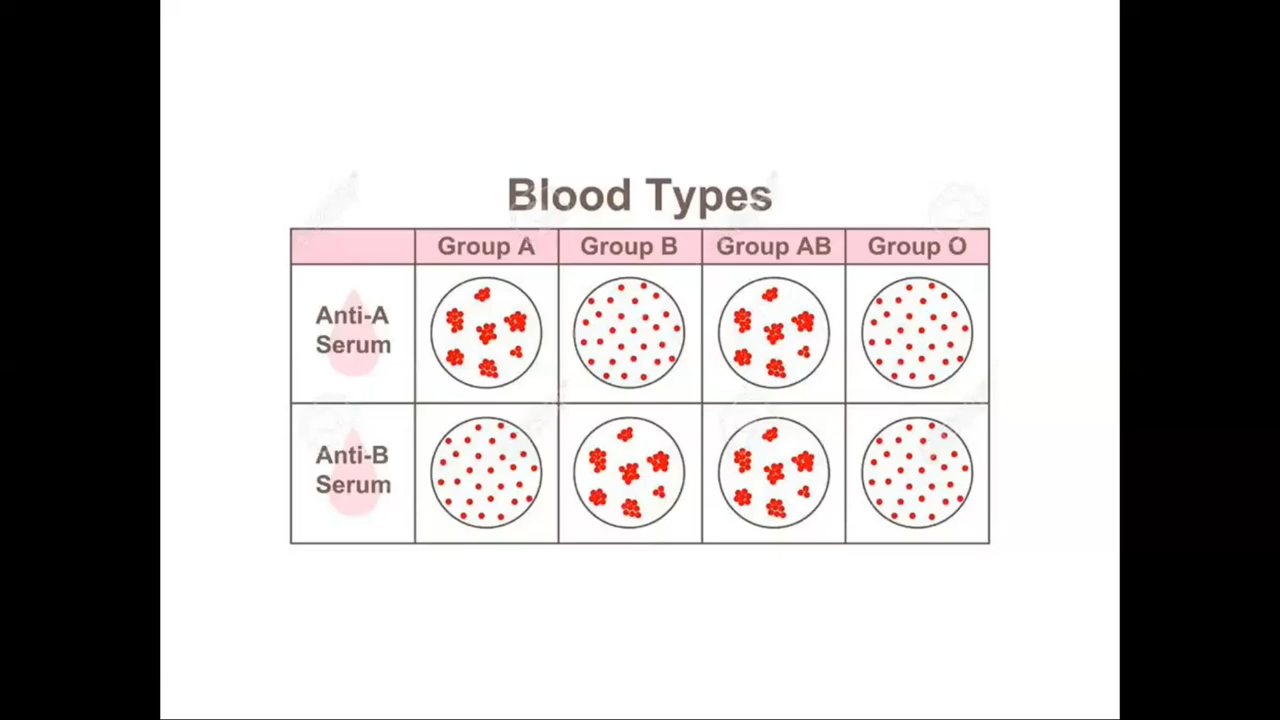 Blood Types
Group A Group B Group AB Group O
Anti-A
Serum
Anti-B
Serum